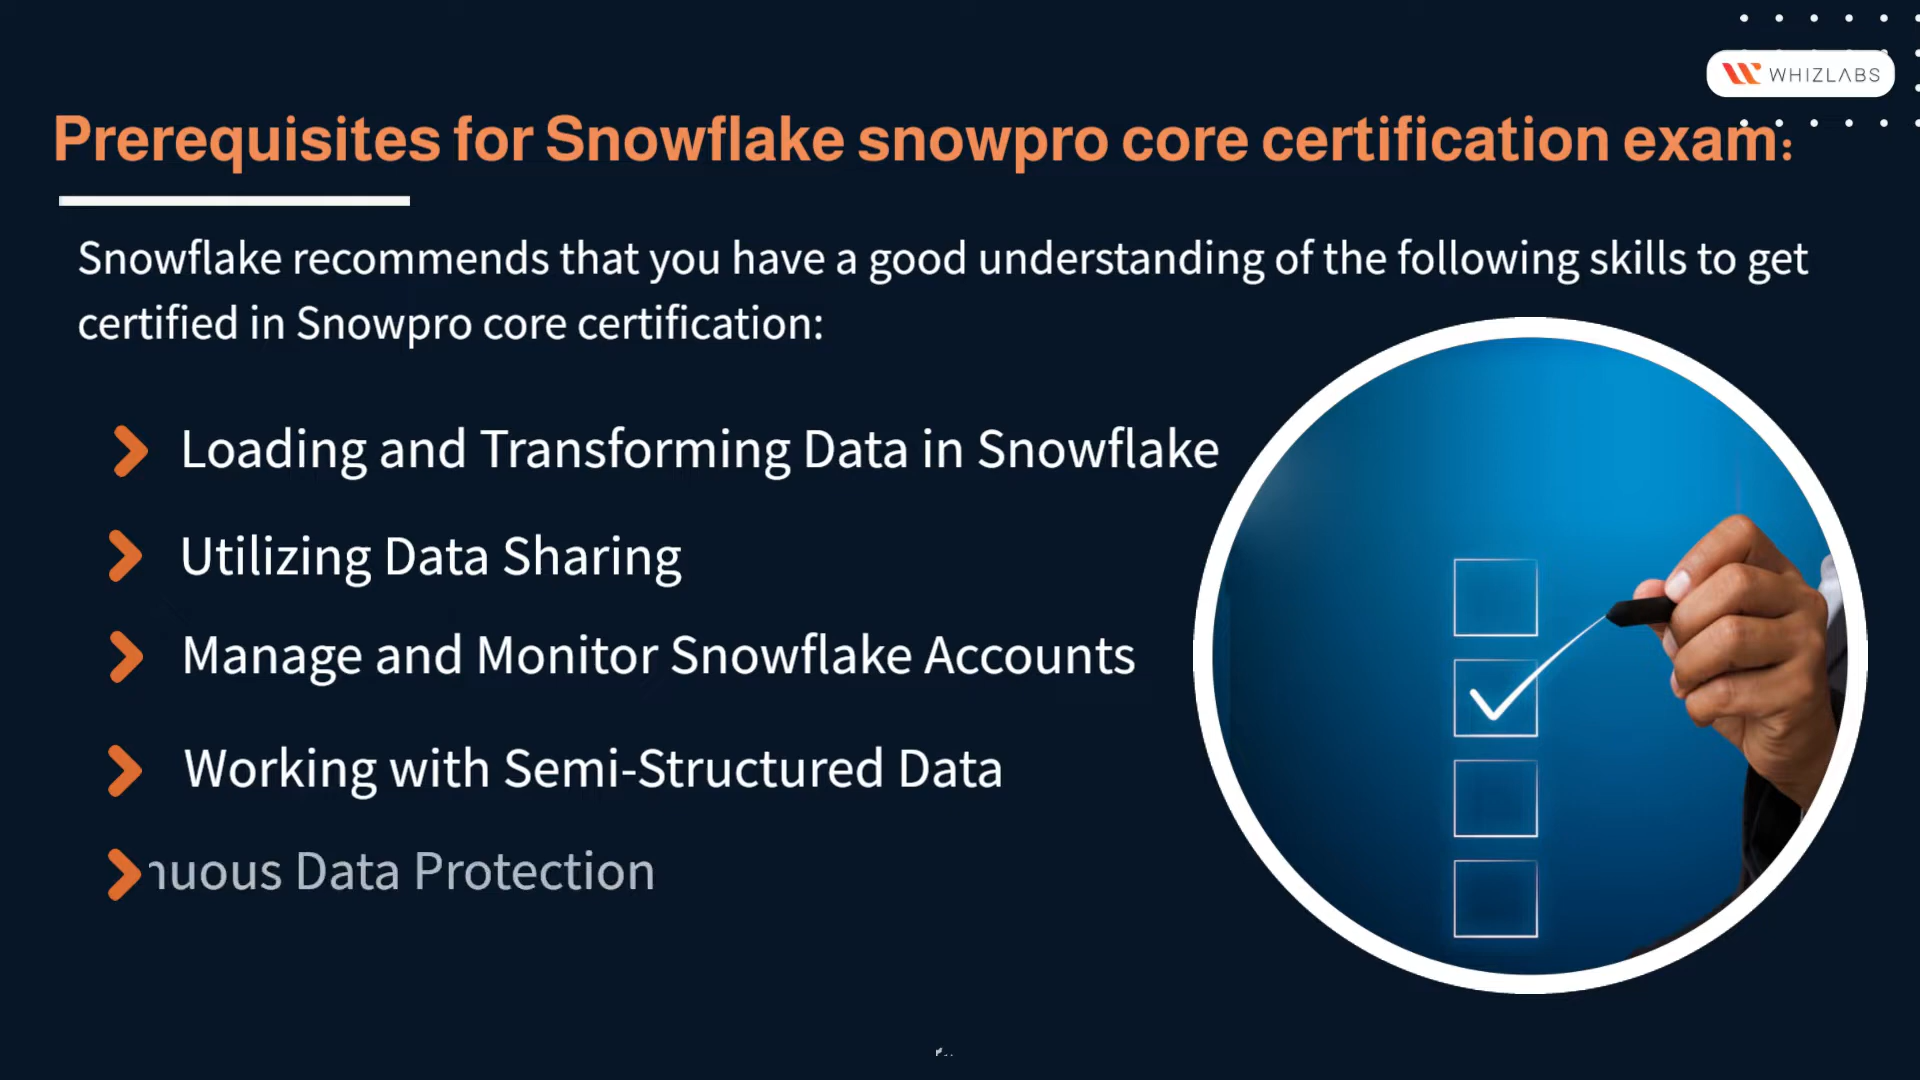 WHIZLABS
Prerequisites for Snowflake snowpro core certification exam:
Snowflake recommends that you have a good understanding of the following skills to get
certified in Snowpro core certification:
Loading and Transforming Data in Snowflake
Utilizing Data Sharing
Manage and Monitor Snowflake Accounts
Working with Semi-Structured Data
nuous Data Protection